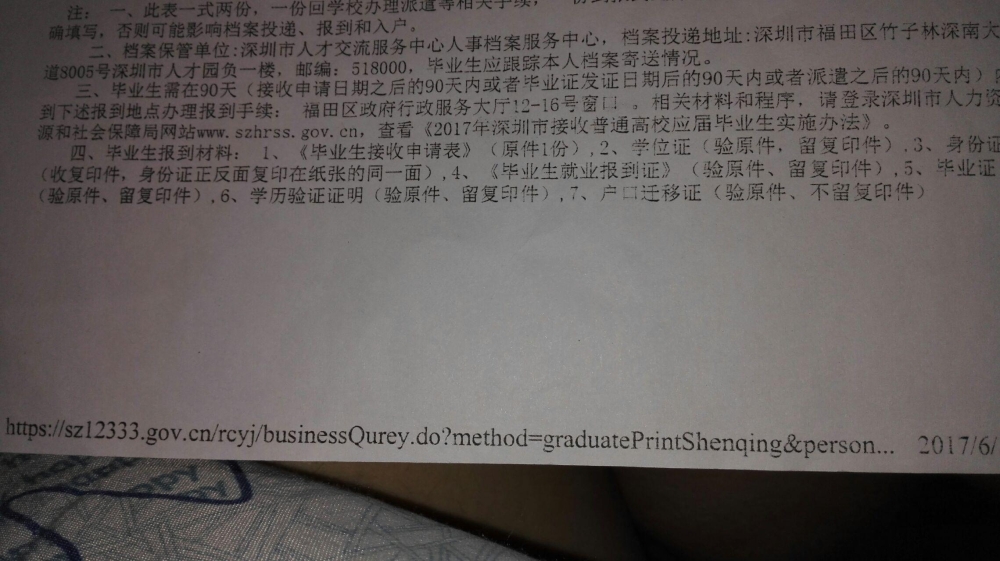 注： 一、此表一式两份，一份回学校办理派遣等相关手续，
确填写，否则可能影响档案投递、报到和入户。
二、档案保管单位:深圳市人才交流服务中心人事档案服务中心，档案投递地址:深圳市福田区竹子林深南大
道8005号深圳市人才园负一楼，邮编：518000，毕业生应跟踪本人档案寄送情况。
三、毕业生需在90天（接收申请日期之后的90天内或者毕业证发证日期后的90天内或者派遣之后的90天内）
到下述报到地点办理报到手续： 福田区政府行政服务大厅12-16号窗口 。相关材料和程序，请登录深圳市人力资
源和社会保障局网站www.szhrss.gov.cn，查看《2017年深圳市接收普通高校应届毕业生实施办法》。
四、毕业生报到材料： 1、《毕业生接收申请表》（原件1份）,2、学位证（验原件，留复印件）,3、身份证
（收复印件，身份证正反面复印在纸张的同一面）,4、《毕业生就业报到证》（验原件、留复印件）,5、毕业证
（验原件、留复印件）,6、学历验证证明（验原件、留复印件）,7、户口迁移证（验原件、不留复印件）
https://sz12333.gov.cn/rcyj/businessQurey.do?method=graduatePrintShenqing&person... 2017/6/